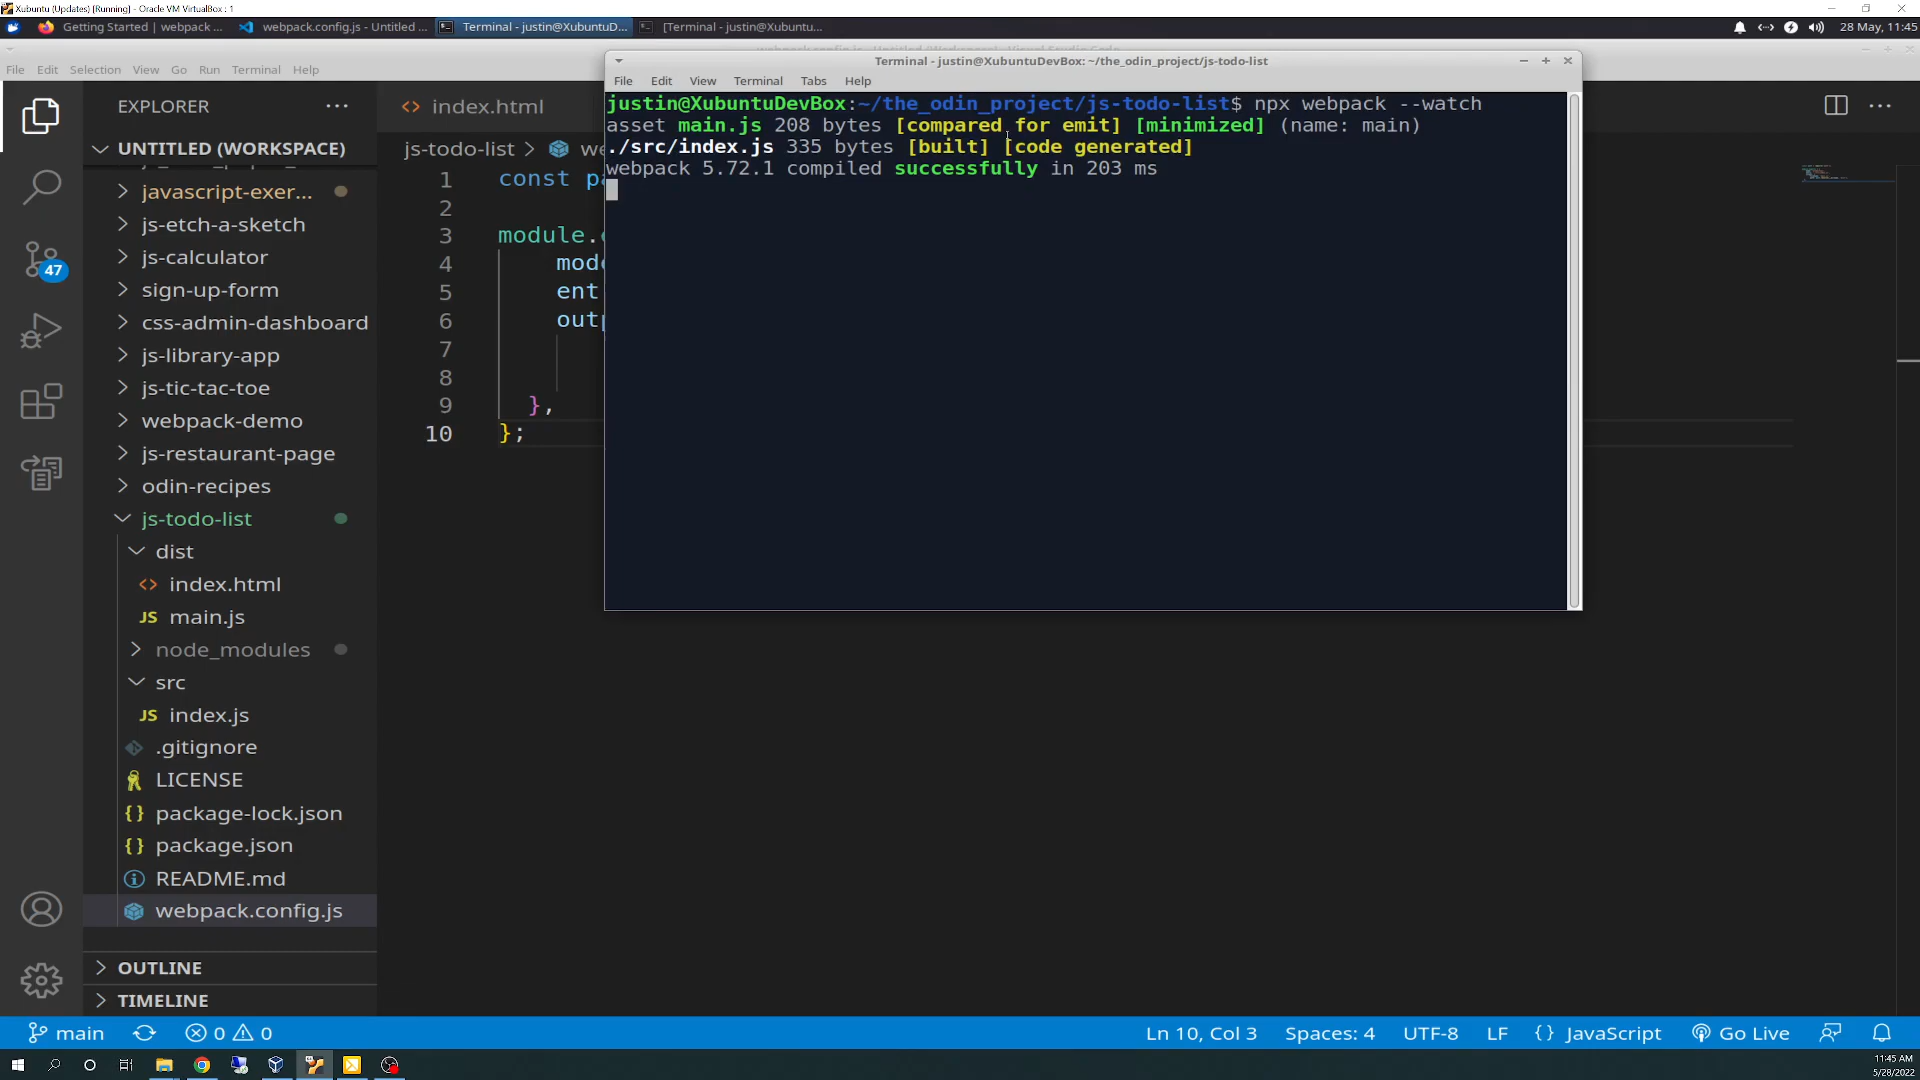 Xubuntu (Updates) [Running] - Oracle VM VirtualBox : 1
Getting Started | webpack ...
webpack.config.js - Untitled ...
Terminal - justin@XubuntuD...
[Terminal - justin@Xubuntu...
28 May, 11:45
File Edit Selection View Go Run Terminal Help
Terminal - justin@XubuntuDevBox: ~/the_odin_project/js-todo-list
File Edit View Terminal Tabs Help
justin@XubuntuDevBox:~/the_odin_project/js-todo-list$ npx webpack --watch
asset main.js 208 bytes [compared for emit] [minimized] (name: main)
./src/index.js 335 bytes [built] [code generated]
webpack 5.72.1 compiled successfully in 203 ms
EXPLORER
UNTITLED (WORKSPACE)
javascript-exer...
js-etch-a-sketch
js-calculator
sign-up-form
css-admin-dashboard
js-library-app
js-tic-tac-toe
webpack-demo
js-restaurant-page
odin-recipes
js-todo-list
dist
<> index.html
JS main.js
node_modules
src
JS index.js
.gitignore
LICENSE
{} package-lock.json
{} package.json
README.md
webpack.config.js
OUTLINE
TIMELINE
47
<> index.html
js-todo-list > we
1 const pa
2
3 module.e
4 mode
5 ent
6 outp
7
8
9 },
10 };
main
0 0
Ln 10, Col 3 Spaces: 4 UTF-8 LF {} JavaScript Go Live
11:45 AM
5/28/2022